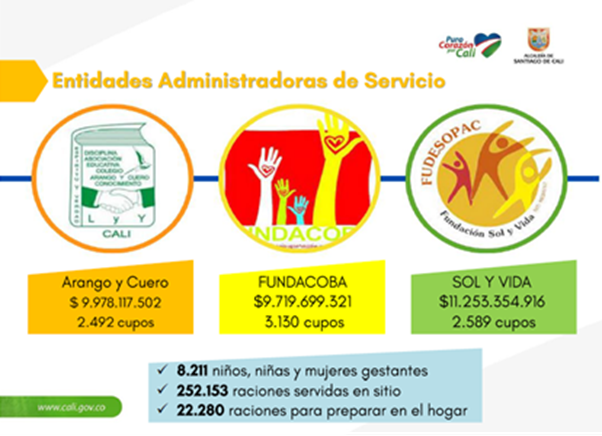 Puro
Corazón
por
Cali
ALCALDÍA DE
SANTIAGO DE CALI
Entidades Administradoras de Servicio
DISCIPLINA
ASOCIACIÓN
EDUCATIVA
COLEGIO
ARANGO Y CUERO
CONOCIMIENTO
L y Y
CALI
NDACOB
FUDESOPAC
Fundación Sol y Vida
Arango y Cuero
$ 9.978.117.502
2.492 cupos
FUNDACOBA
$9.719.699.321
3.130 cupos
SOL Y VIDA
$11.253.354.916
2.589 cupos
✓ 8.211 niños, niñas y mujeres gestantes
✓ 252.153 raciones servidas en sitio
✓ 22.280 raciones para preparar en el hogar
www.cali.gov.co